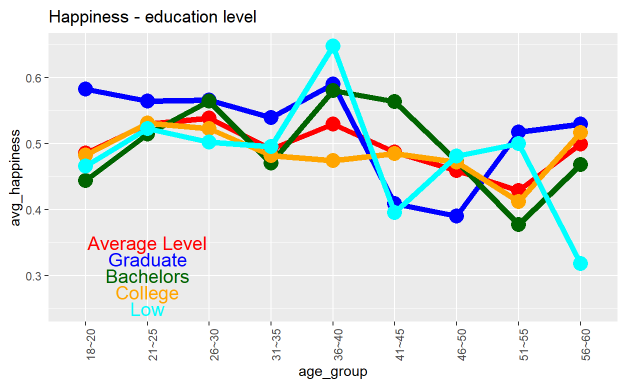 Happiness - education level
avg_happiness
0.6
0.5
0.4
0.3
Average Level
Graduate
Bachelors
College
Low
18~20
21~25
26~30
31~35
36~40
41~45
46~50
51~55
56~60
age_group